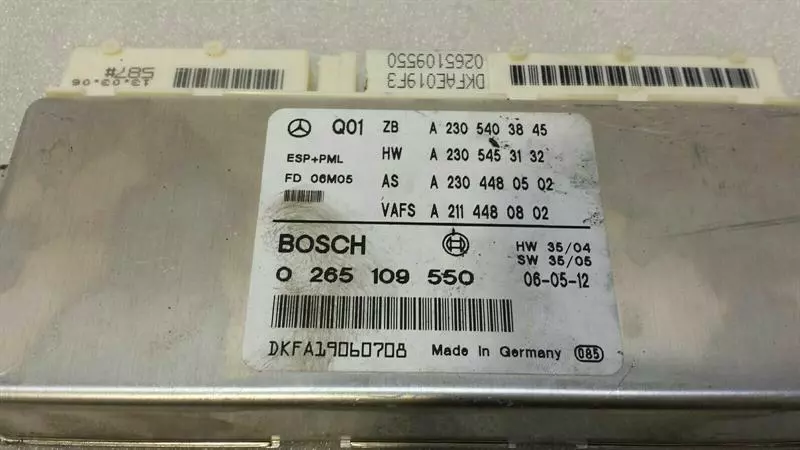 587#
13.03.06
DKFAE019F3
0265109550
Q01 ZB A 230 540 38 45
ESP+PML HW A 230 545 31 32
FD 06M05 AS A 230 448 05 02
VAFS A 211 448 08 02
BOSCH HW 35/04
SW 35/05
0 265 109 550 06-05-12
DKFA19060708 Made in Germany 085